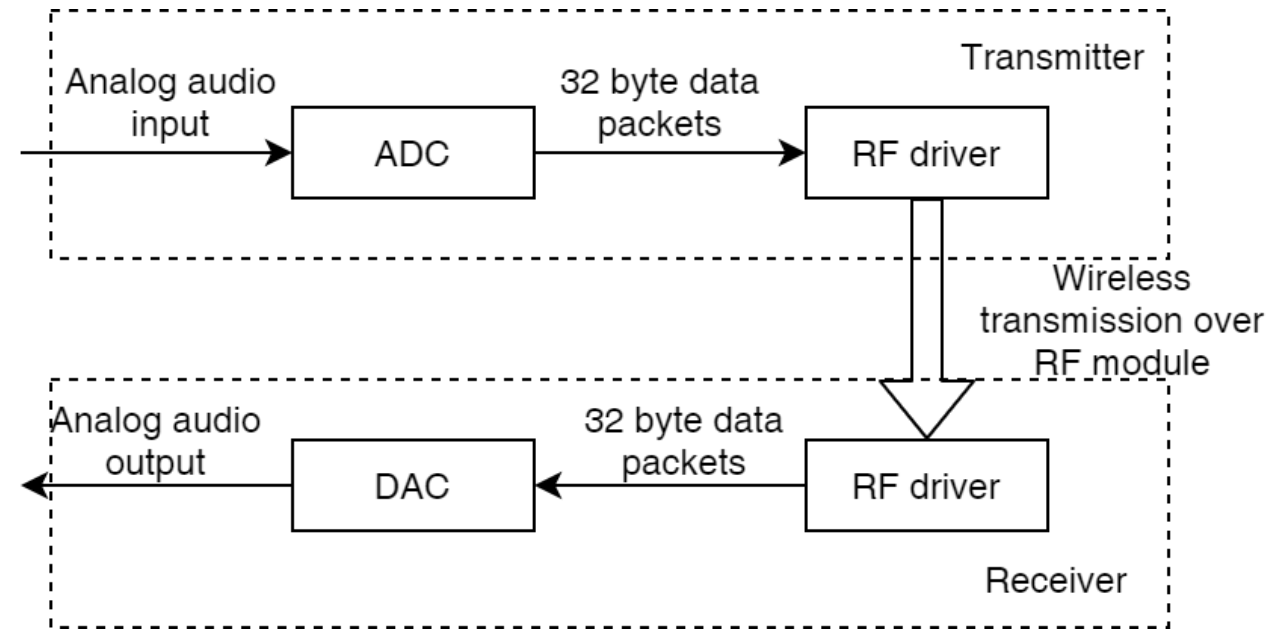 Transmitter
Analog audio
input
ADC
32 byte data
packets
RF driver
Wireless
transmission over
RF module
Analog audio
output
DAC
32 byte data
packets
RF driver
Receiver